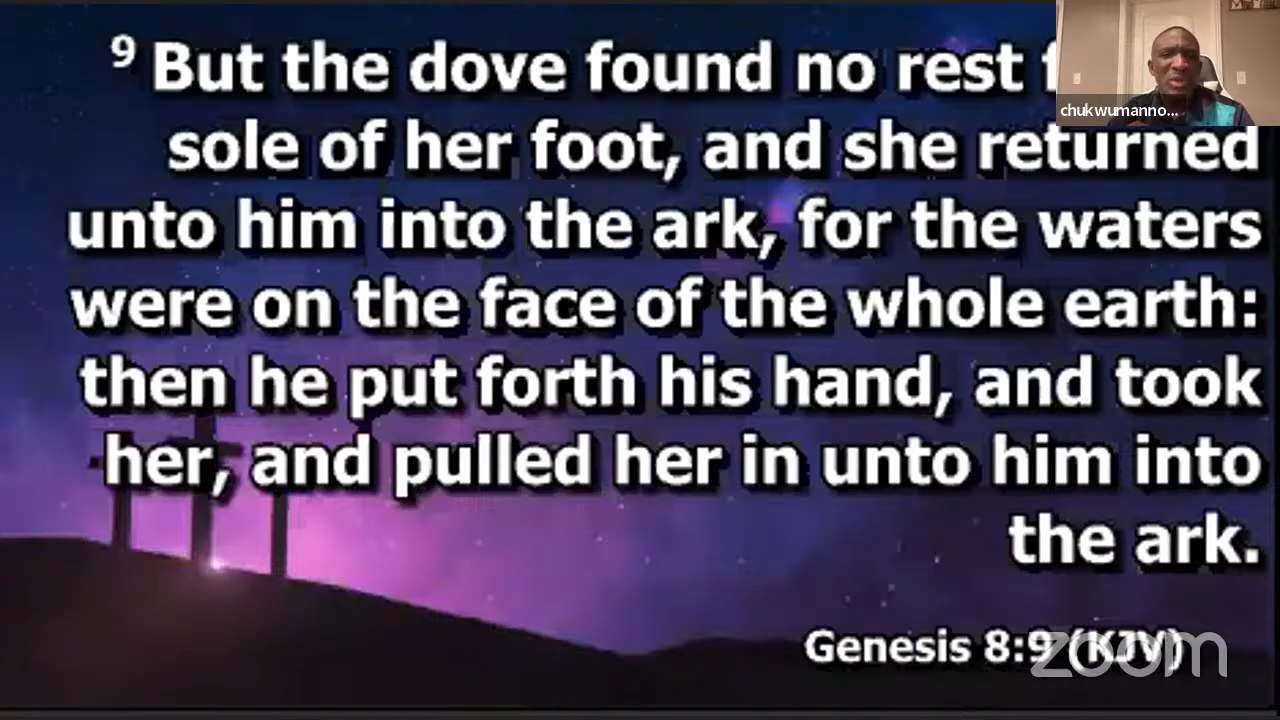 9 But the dove found no rest
chukwumanno...
sole of her foot, and she returned
unto him into the ark, for the waters
were on the face of the whole earth:
then he put forth his hand, and took
her, and pulled her in unto him into
the ark.
Genesis 8:9 (KJV)
zoom